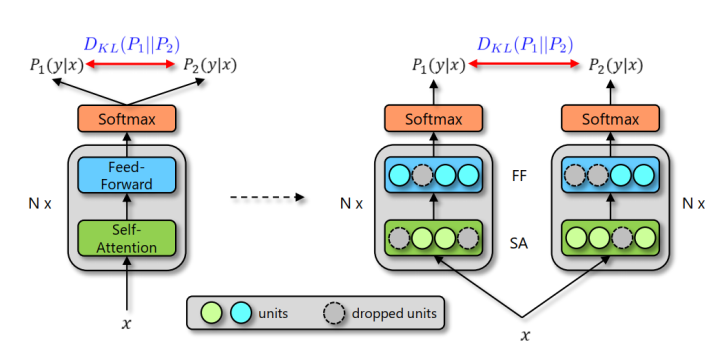 D_{KL}(P_1||P_2)
P_1(y|x)
P_2(y|x)
Softmax
Feed-
Forward
N x
Self-
Attention
x
D_{KL}(P_1||P_2)
P_1(y|x)
P_2(y|x)
Softmax
Softmax
FF
N x
N x
SA
x
units
dropped units